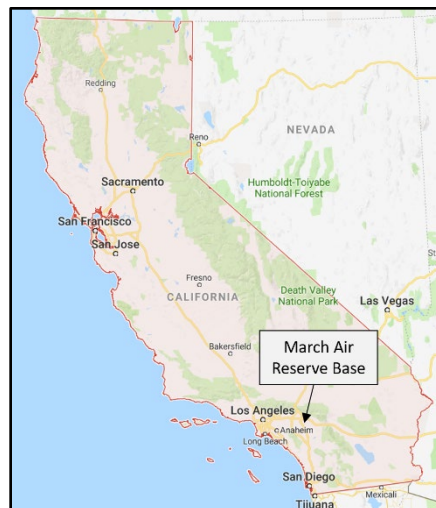 Redding
Reno
NEVADA
Sacramento
Humboldt-Toiyabe
National Forest
San Francisco
San Jose
Fresno
Death Valley
National Park
CALIFORNIA
Las Vegas
Bakersfield
March Air
Reserve Base
Los Angeles
Anaheim
Long Beach
San Diego
Mexicali
Tijuana